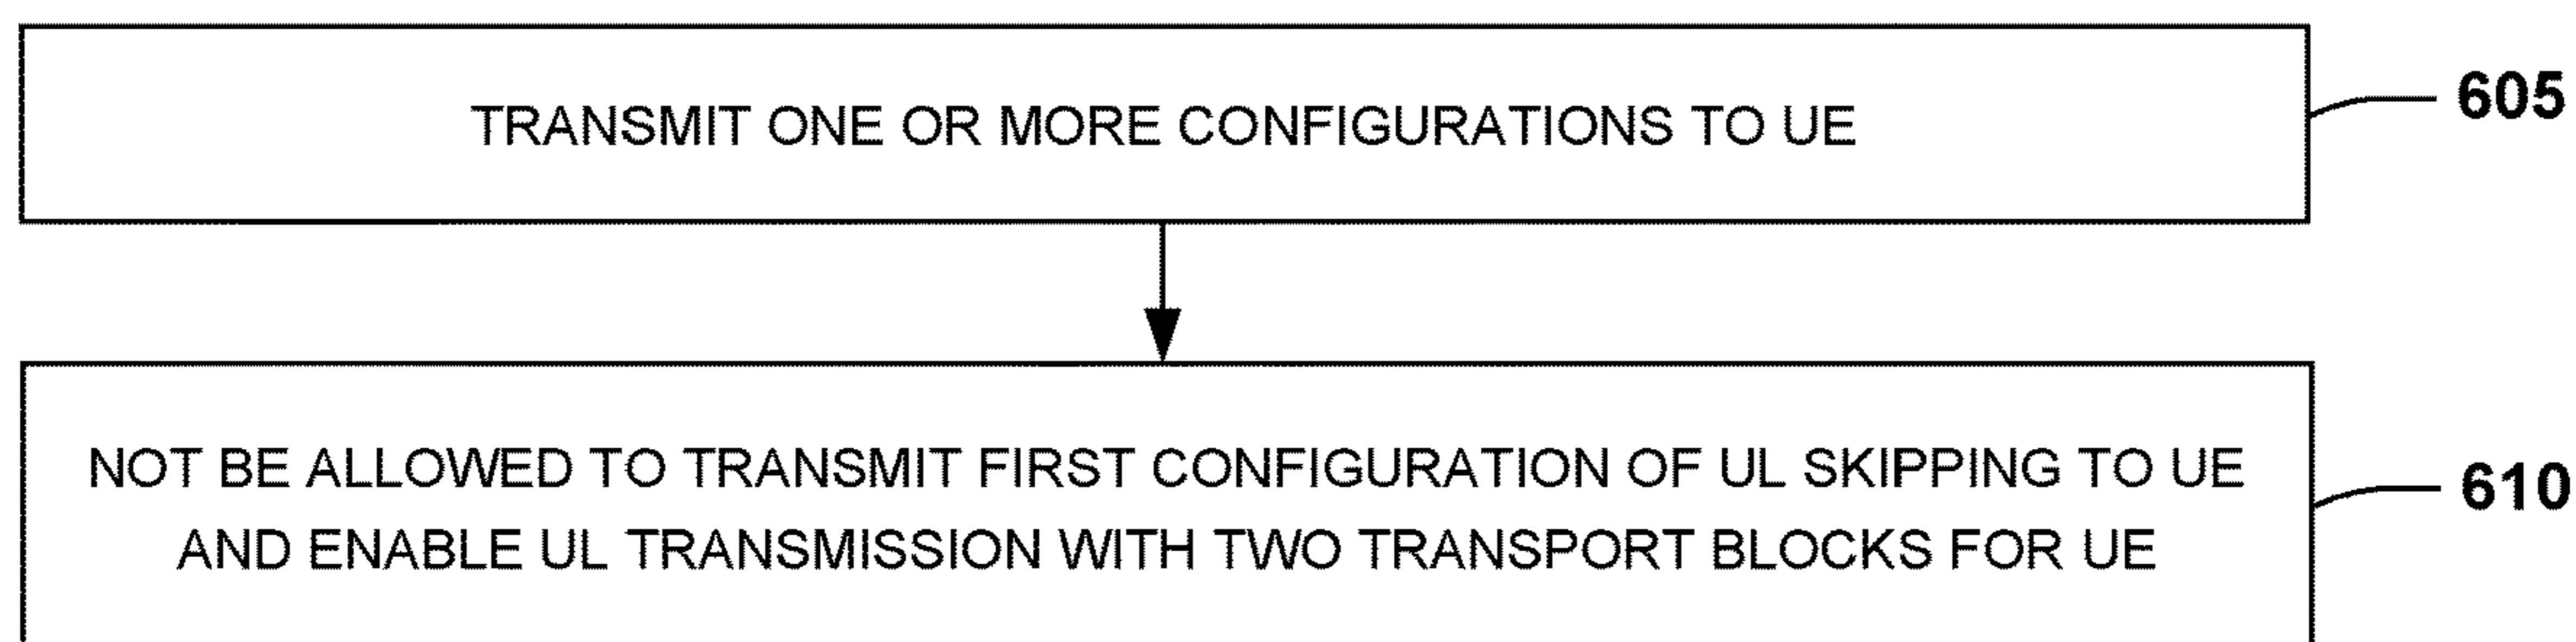 TRANSMIT ONE OR MORE CONFIGURATIONS TO UE
605
NOT BE ALLOWED TO TRANSMIT FIRST CONFIGURATION OF UL SKIPPING TO UE
AND ENABLE UL TRANSMISSION WITH TWO TRANSPORT BLOCKS FOR UE
610